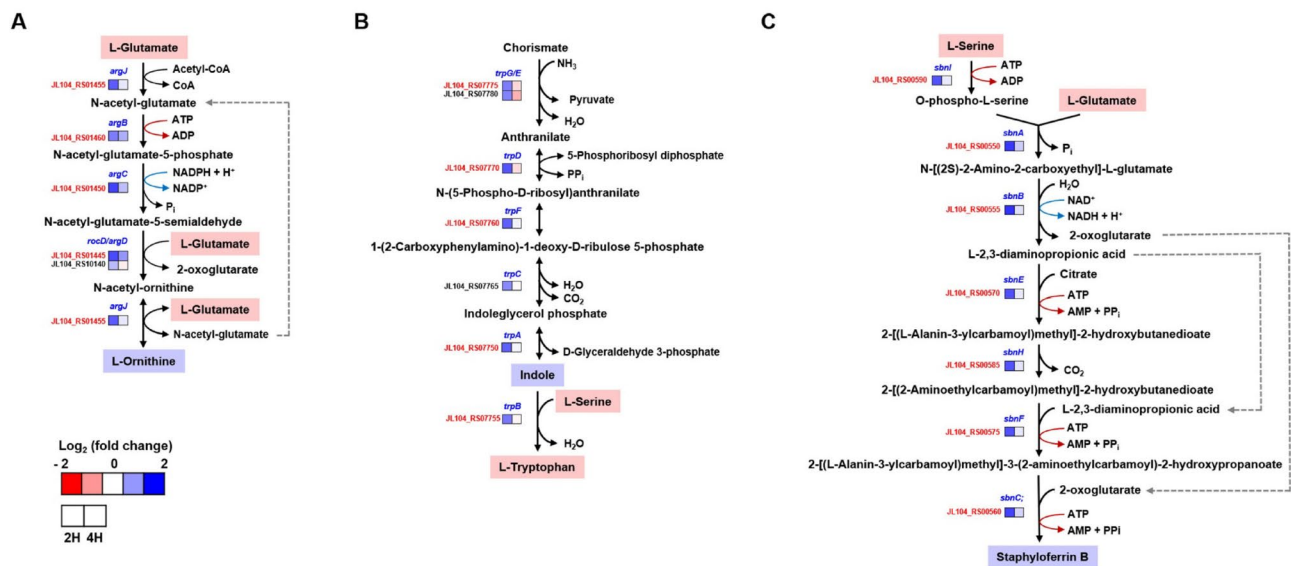 A
L-Glutamate
argJ
JL104_RS01455
Acetyl-CoA
CoA
N-acetyl-glutamate
argB
JL104_RS01460
ATP
ADP
N-acetyl-glutamate-5-phosphate
argC
JL104_RS01450
NADPH + H⁺
NADP⁺
Pᵢ
N-acetyl-glutamate-5-semialdehyde
rocD/argD
JL104_RS01445
JL104_RS10140
L-Glutamate
2-oxoglutarate
N-acetyl-ornithine
argJ
JL104_RS01455
L-Glutamate
N-acetyl-glutamate
L-Ornithine
Log₂ (fold change)
- 2 0 2
2H 4H
B
Chorismate
trpG/E
JL104_RS07775
JL104_RS07780
NH₃
Pyruvate
H₂O
Anthranilate
trpD
JL104_RS07770
5-Phosphoribosyl diphosphate
PPᵢ
N-(5-Phospho-D-ribosyl)anthranilate
trpF
JL104_RS07760
1-(2-Carboxyphenylamino)-1-deoxy-D-ribulose 5-phosphate
trpC
JL104_RS07765
H₂O
CO₂
Indoleglycerol phosphate
trpA
JL104_RS07750
D-Glyceraldehyde 3-phosphate
Indole
trpB
JL104_RS07755
L-Serine
H₂O
L-Tryptophan
C
L-Serine
sbnI
JL104_RS00590
ATP
ADP
O-phospho-L-serine
L-Glutamate
sbnA
JL104_RS00550
Pᵢ
N-[(2S)-2-Amino-2-carboxyethyl]-L-glutamate
sbnB
JL104_RS00555
H₂O
NAD⁺
NADH + H⁺
2-oxoglutarate
L-2,3-diaminopropionic acid
sbnE
JL104_RS00570
Citrate
ATP
AMP + PPᵢ
2-[(L-Alanin-3-ylcarbamoyl)methyl]-2-hydroxybutanedioate
sbnH
JL104_RS00585
CO₂
2-[(2-Aminoethylcarbamoyl)methyl]-2-hydroxybutanedioate
sbnF
JL104_RS00575
L-2,3-diaminopropionic acid
ATP
AMP + PPᵢ
2-[(L-Alanin-3-ylcarbamoyl)methyl]-3-(2-aminoethylcarbamoyl)-2-hydroxypropanoate
sbnC;
JL104_RS00560
2-oxoglutarate
ATP
AMP + PPi
Staphyloferrin B